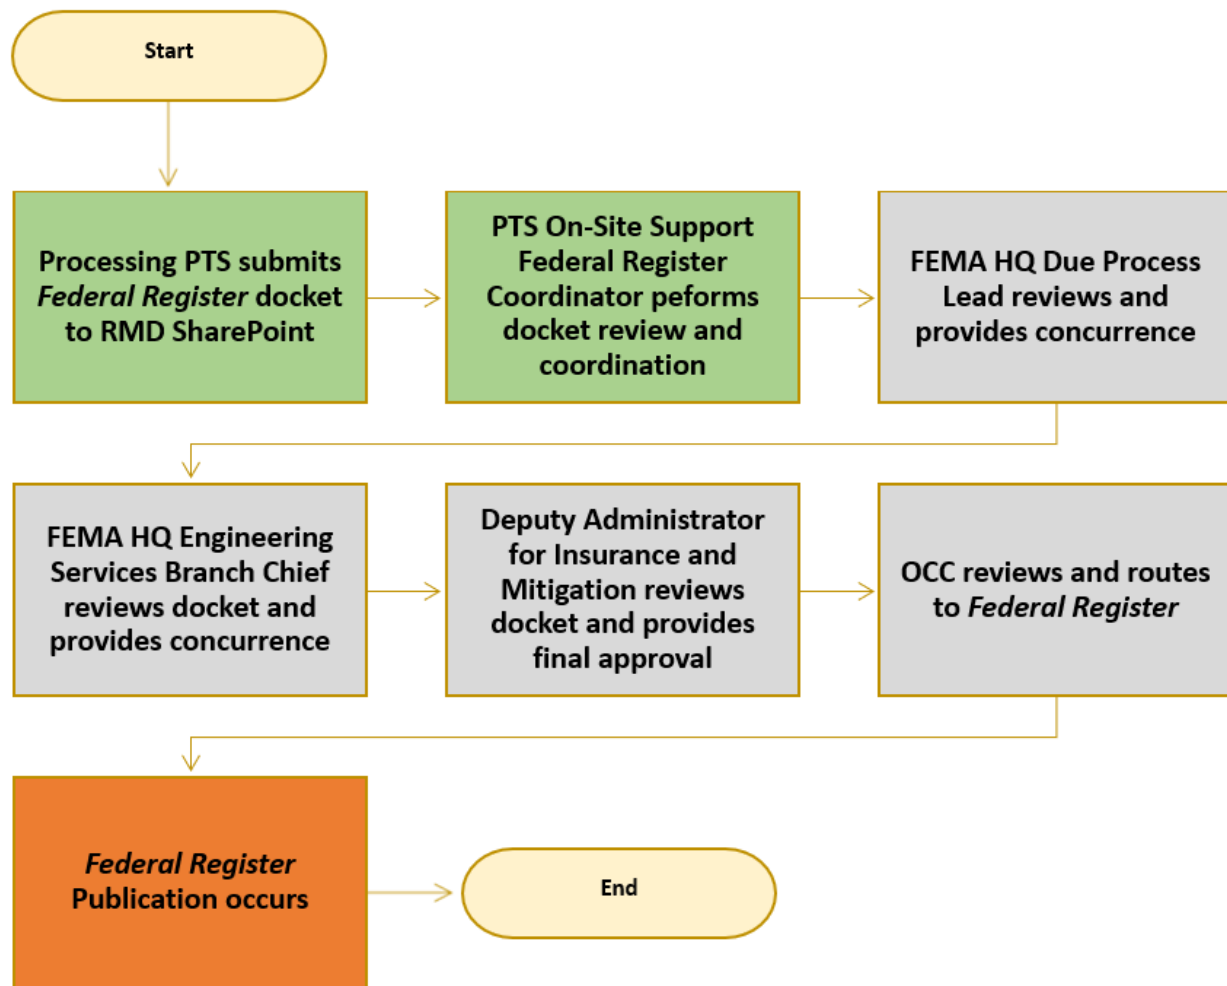 Start
Processing PTS submits
Federal Register docket
to RMD SharePoint
PTS On-Site Support
Federal Register
Coordinator peforms
docket review and
coordination
FEMA HQ Due Process
Lead reviews and
provides concurrence
FEMA HQ Engineering
Services Branch Chief
reviews docket and
provides concurrence
Deputy Administrator
for Insurance and
Mitigation reviews
docket and provides
final approval
OCC reviews and routes
to Federal Register
Federal Register
Publication occurs
End